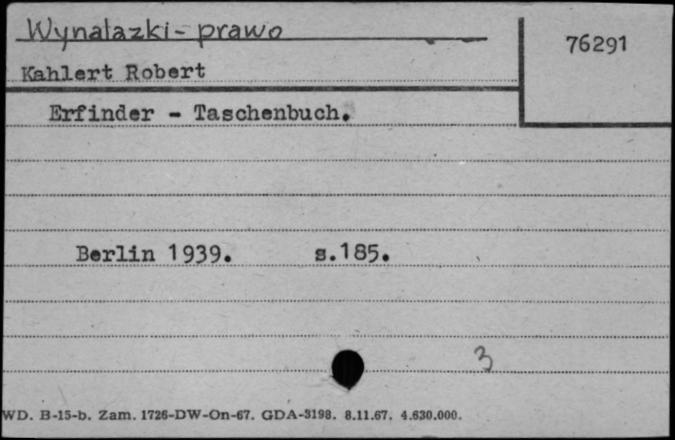 Wynalazki - prawo
76291
Kahlert Robert
Erfinder - Taschenbuch.
Berlin 1939. s.185.
3
WD. B-15-b. Zam. 1726-DW-On-67. GDA-3198. 8.11.67. 4.630.000.